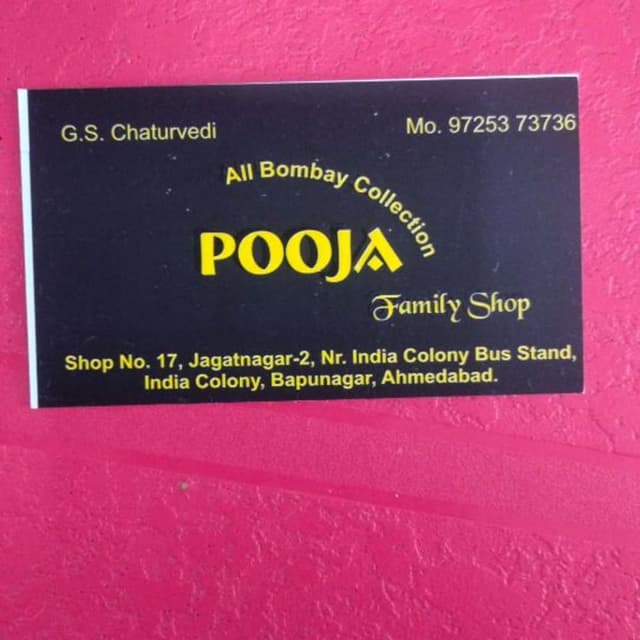 G.S. Chaturvedi
Mo. 97253 73736
All Bombay Collection
POOJA
Family Shop
Shop No. 17, Jagatnagar-2, Nr. India Colony Bus Stand,
India Colony, Bapunagar, Ahmedabad.